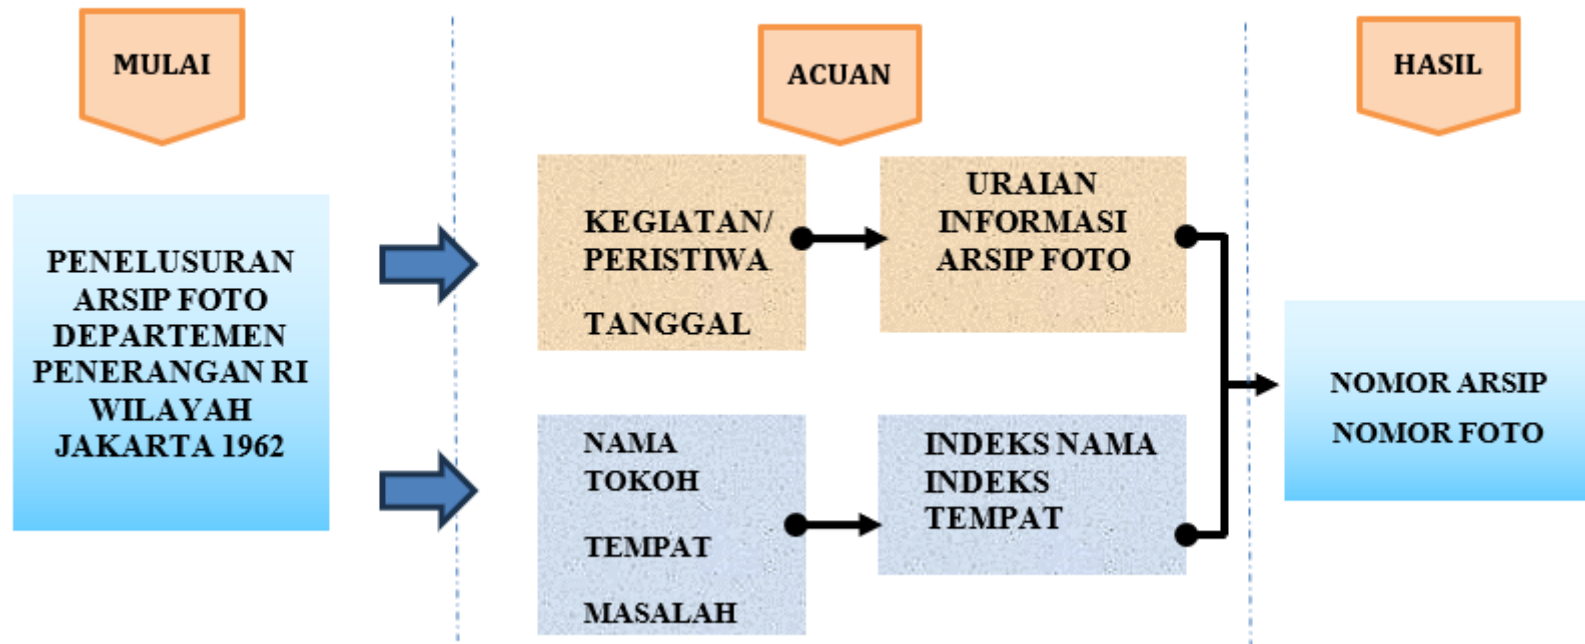 MULAI
ACUAN
HASIL
PENELUSURAN
ARSIP FOTO
DEPARTEMEN
PENERANGAN RI
WILAYAH
JAKARTA 1962
KEGIATAN/
PERISTIWA
TANGGAL
URAIAN
INFORMASI
ARSIP FOTO
NAMA
TOKOH
TEMPAT
MASALAH
INDEKS NAMA
INDEKS
TEMPAT
NOMOR ARSIP
NOMOR FOTO